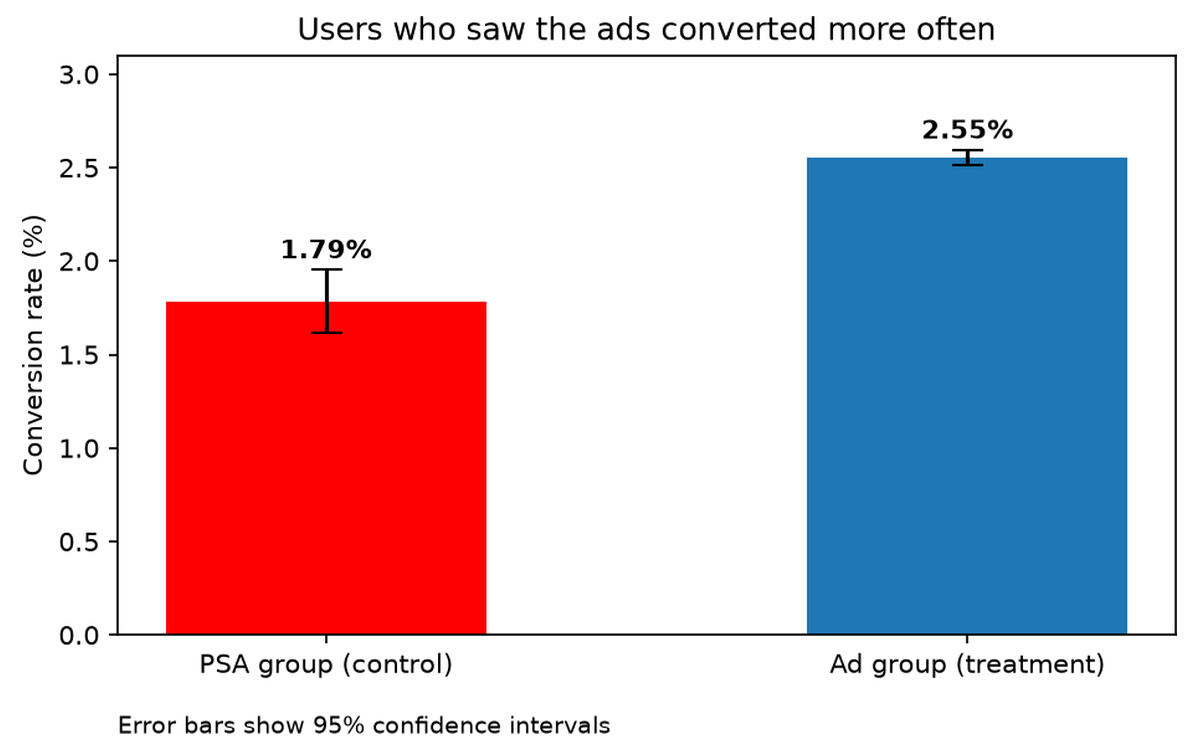 Users who saw the ads converted more often
3.0
2.5
2.0
1.5
1.0
0.5
0.0
Conversion rate (%)
1.79%
2.55%
PSA group (control)
Ad group (treatment)
Error bars show 95% confidence intervals